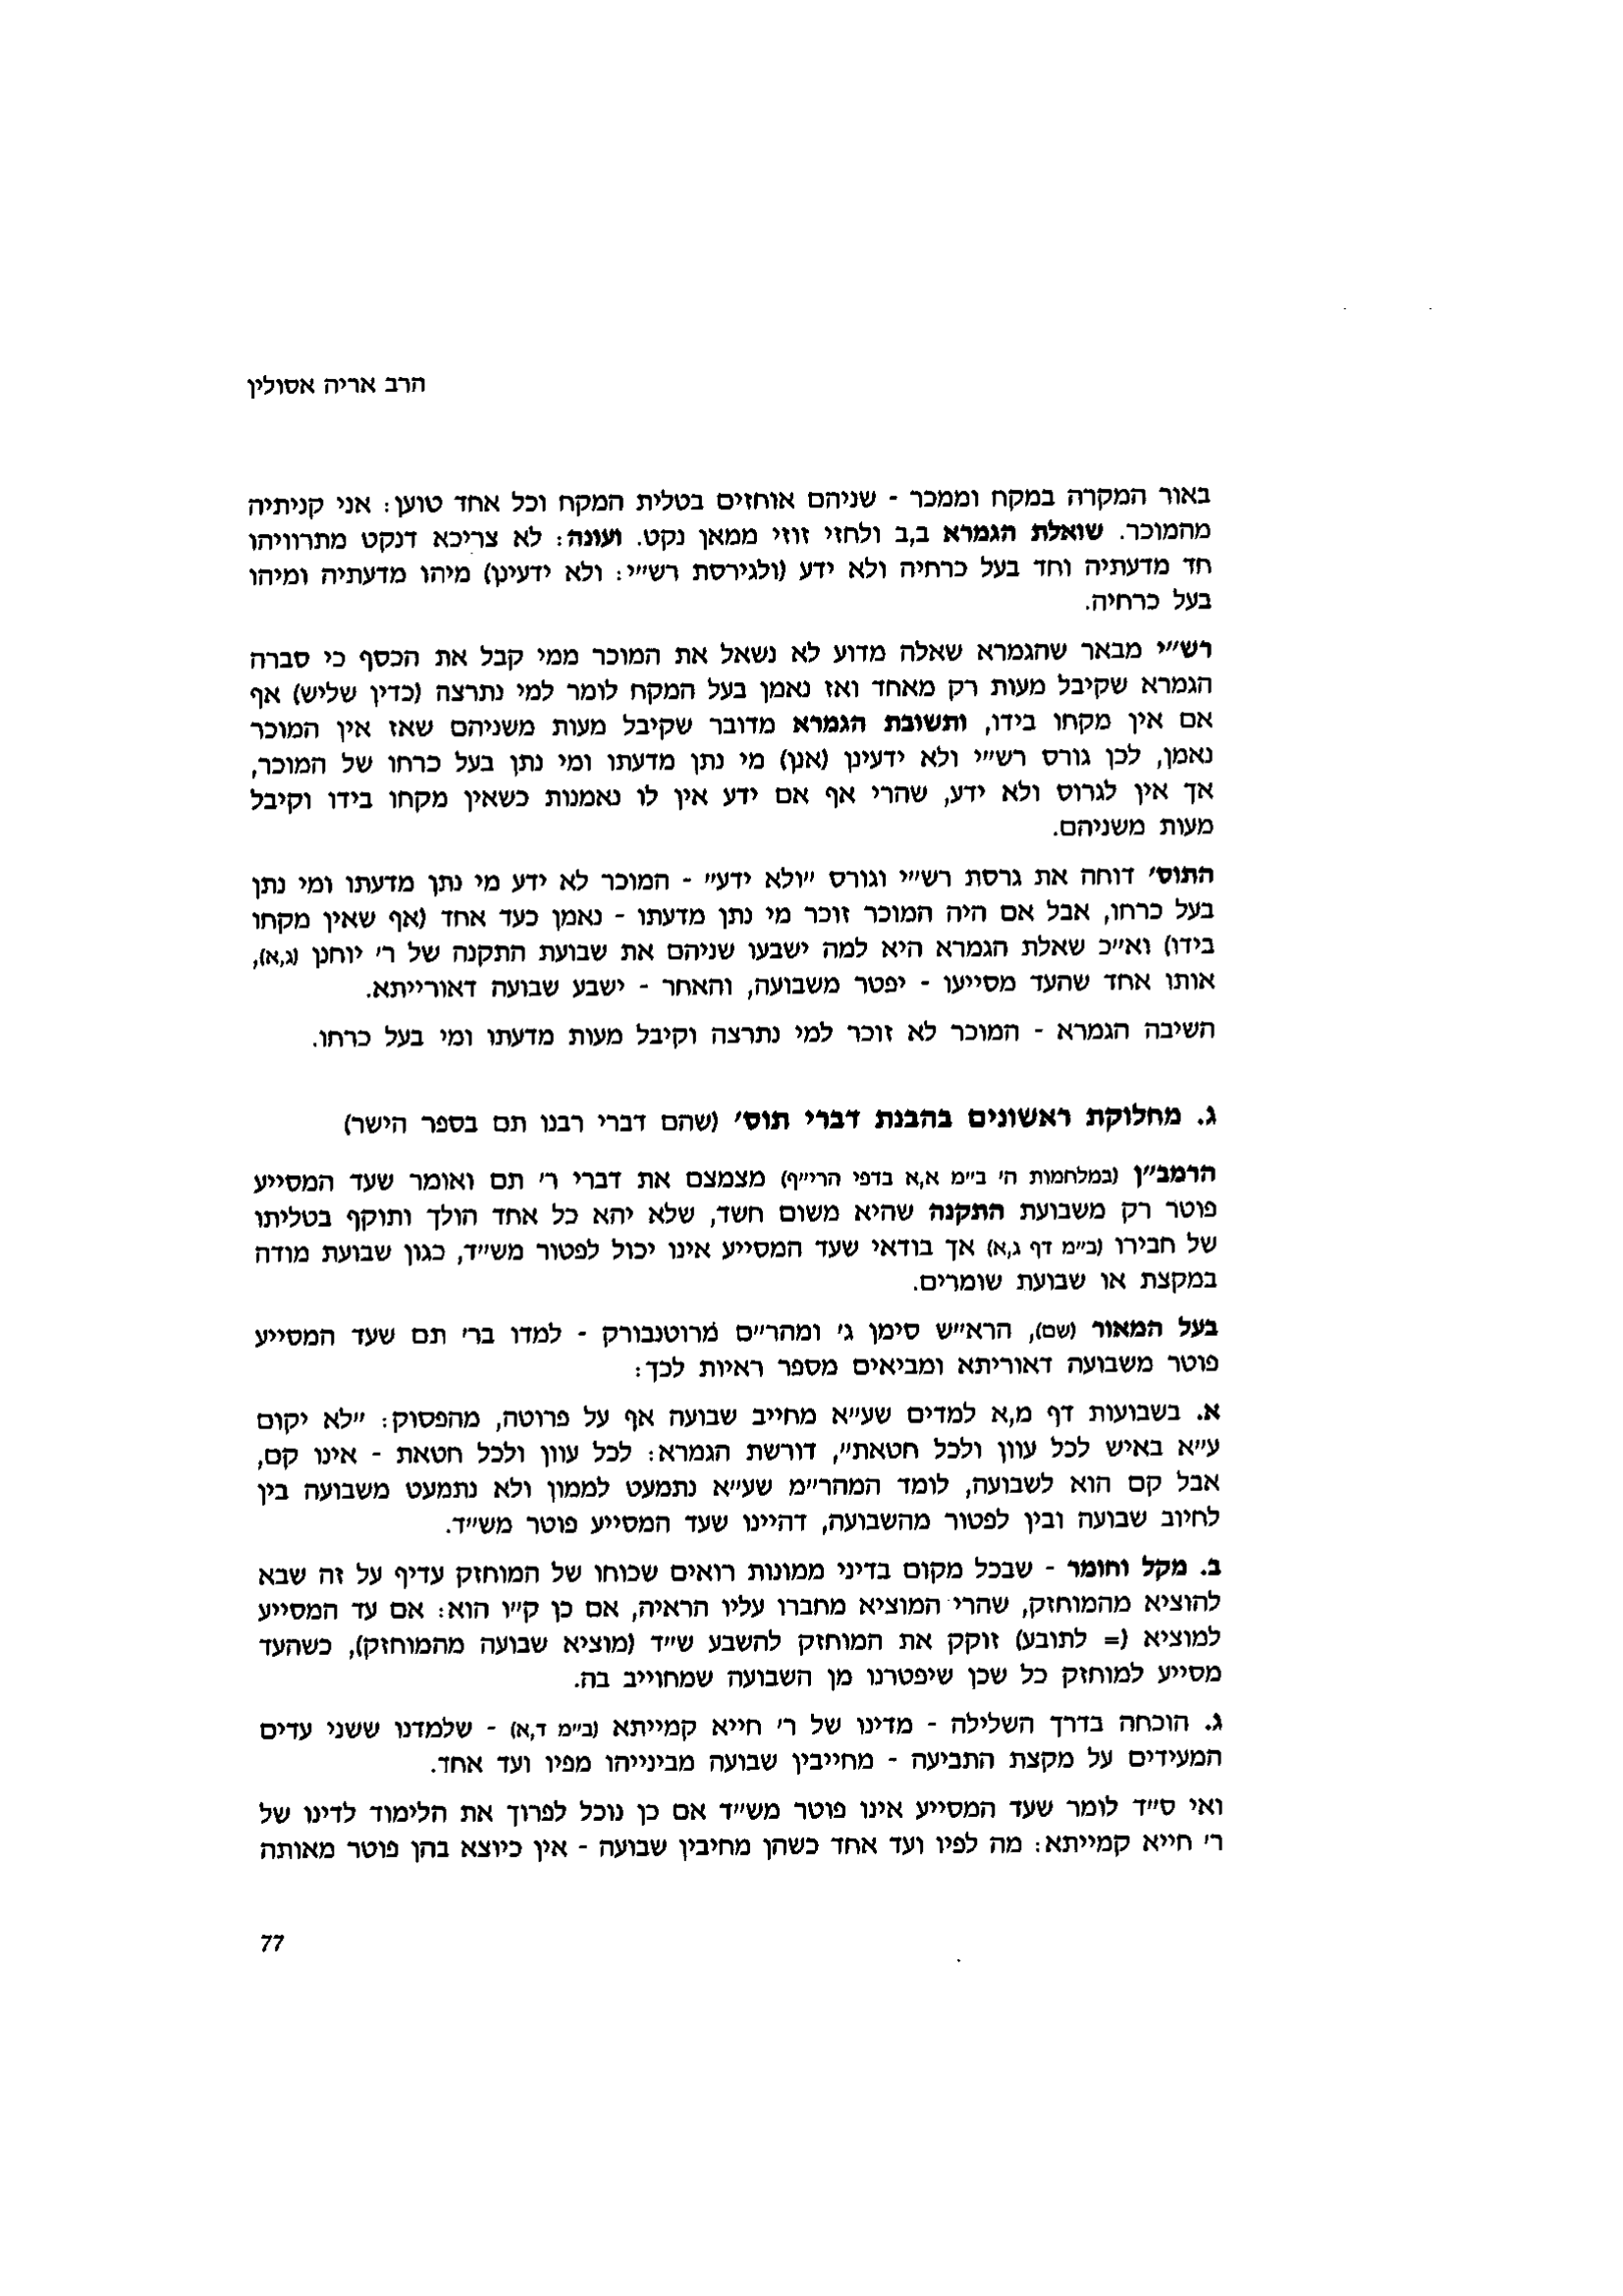 הרב אריה אסולין
באור המקרה במקח וממכר - שניהם אוחזים בטלית המקח וכל אחד טוען: אני קניתיה
מהמוכר. שואלת הגמרא ב,ב ולחזי זוזי ממאן נקט. ועונה: לא צריכא דנקט מתרוויהו
חד מדעתיה וחד בעל כרחיה ולא ידע (ולגירסת רש״י: ולא ידעינן) מיהו מדעתיה ומיהו
בעל כרחיה.
רש״י מבאר שהגמרא שאלה מדוע לא נשאל את המוכר ממי קבל את הכסף כי סברה
הגמרא שקיבל מעות רק מאחד ואז נאמן בעל המקח לומר למי נתרצה (כדין שליש) אף
אם אין מקחו בידו, ותשובת הגמרא מדובר שקיבל מעות משניהם שאז אין המוכר
נאמן, לכן גורס רש״י ולא ידעינן (אנן) מי נתן מדעתו ומי נתן בעל כרחו של המוכר,
אך אין לגרוס ולא ידע, שהרי אף אם ידע אין לו נאמנות כשאין מקחו בידו וקיבל
מעות משניהם.
התוס׳ דוחה את גרסת רש״י וגורס ״ולא ידע״ - המוכר לא ידע מי נתן מדעתו ומי נתן
בעל כרחו, אבל אם היה המוכר זוכר מי נתן מדעתו - נאמן כעד אחד (אף שאין מקחו
בידו) וא״כ שאלת הגמרא היא למה ישבעו שניהם את שבועת התקנה של ר׳ יוחנן (ג,א),
אותו אחד שהעד מסייעו - יפטר משבועה, והאחר - ישבע שבועה דאורייתא.
השיבה הגמרא - המוכר לא זוכר למי נתרצה וקיבל מעות מדעתו ומי בעל כרחו.
ג. מחלוקת ראשונים בהבנת דברי תוס׳ (שהם דברי רבנו תם בספר הישר)
הרמב״ן (במלחמות ה׳ ב״מ א,א בדפי הרי״ף) מצמצם את דברי ר׳ תם ואומר שעד המסייע
פוטר רק משבועת התקנה שהיא משום חשד, שלא יהא כל אחד הולך ותוקף בטליתו
של חבירו (ב״מ דף ג,א) אך בודאי שעד המסייע אינו יכול לפטור מש״ד, כגון שבועת מודה
במקצת או שבועת שומרים.
בעל המאור (שם), הרא״ש סימן ג׳ ומהר״ם מרוטנבורק - למדו בר׳ תם שעד המסייע
פוטר משבועה דאוריתא ומביאים מספר ראיות לכך:
א. בשבועות דף מ,א למדים שע״א מחייב שבועה אף על פרוטה, מהפסוק: ״לא יקום
ע״א באיש לכל עוון ולכל חטאת״, דורשת הגמרא: לכל עוון ולכל חטאת - אינו קם,
אבל קם הוא לשבועה, לומד המהר״מ שע״א נתמעט לממון ולא נתמעט משבועה בין
לחיוב שבועה ובין לפטור מהשבועה, דהיינו שעד המסייע פוטר מש״ד.
ב. מקל וחומר - שבכל מקום בדיני ממונות רואים שכוחו של המוחזק עדיף על זה שבא
להוציא מהמוחזק, שהרי המוציא מחברו עליו הראיה, אם כן ק״ו הוא: אם עד המסייע
למוציא (= לתובע) זוקק את המוחזק להשבע ש״ד (מוציא שבועה מהמוחזק), כשהעד
מסייע למוחזק כל שכן שיפטרנו מן השבועה שמחוייב בה.
ג. הוכחה בדרך השלילה - מדינו של ר׳ חייא קמייתא (ב״מ ד,א) - שלמדנו ששני עדים
המעידים על מקצת התביעה - מחייבין שבועה מבינייהו מפיו ועד אחד.
ואי ס״ד לומר שעד המסייע אינו פוטר מש״ד אם כן נוכל לפרוך את הלימוד לדינו של
ר׳ חייא קמייתא: מה לפיו ועד אחד כשהן מחיבין שבועה - אין כיוצא בהן פוטר מאותה
77